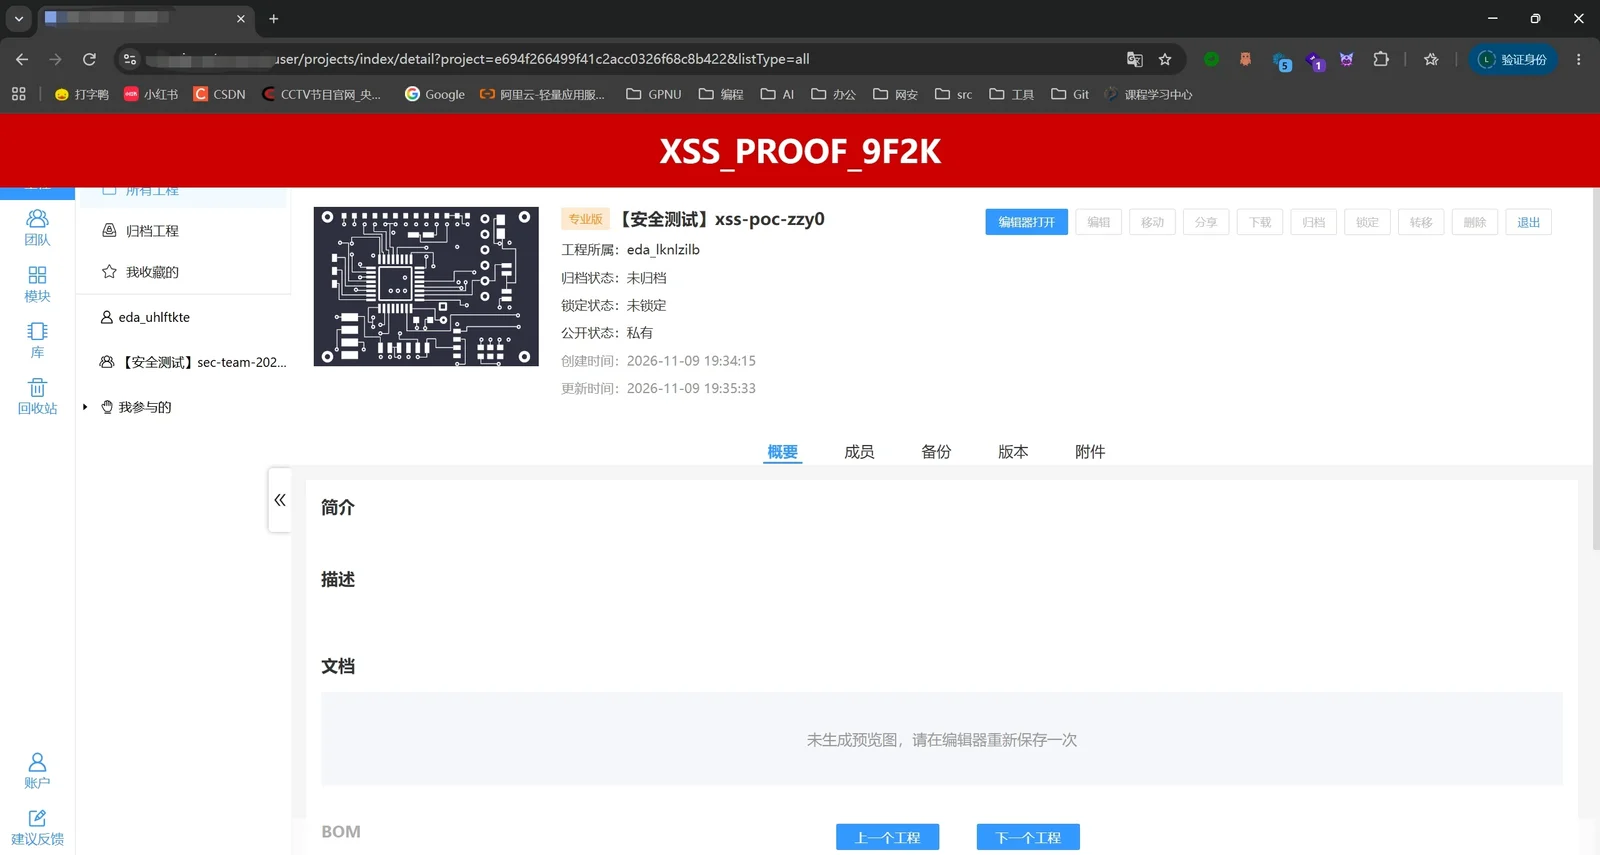 user/projects/index/detail?project=e694f266499f41c2acc0326f68c8b422&listType=all
5
1
验证身份
打字鸭
小红书
CSDN
CCTV节目官网_央...
Google
阿里云-轻量应用服...
GPNU
编程
AI
办公
网安
src
工具
Git
课程学习中心
XSS_PROOF_9F2K
所有工程
团队
归档工程
模块
我收藏的
库
eda_uhlftkte
回收站
【安全测试】sec-team-202...
我参与的
专业版
【安全测试】xss-poc-zzy0
编辑器打开
编辑
移动
分享
下载
归档
锁定
转移
删除
退出
工程所属：eda_lknlzilb
归档状态：未归档
锁定状态：未锁定
公开状态：私有
创建时间：2026-11-09 19:34:15
更新时间：2026-11-09 19:35:33
概要
成员
备份
版本
附件
简介
描述
文档
未生成预览图，请在编辑器重新保存一次
BOM
上一个工程
下一个工程
账户
建议反馈